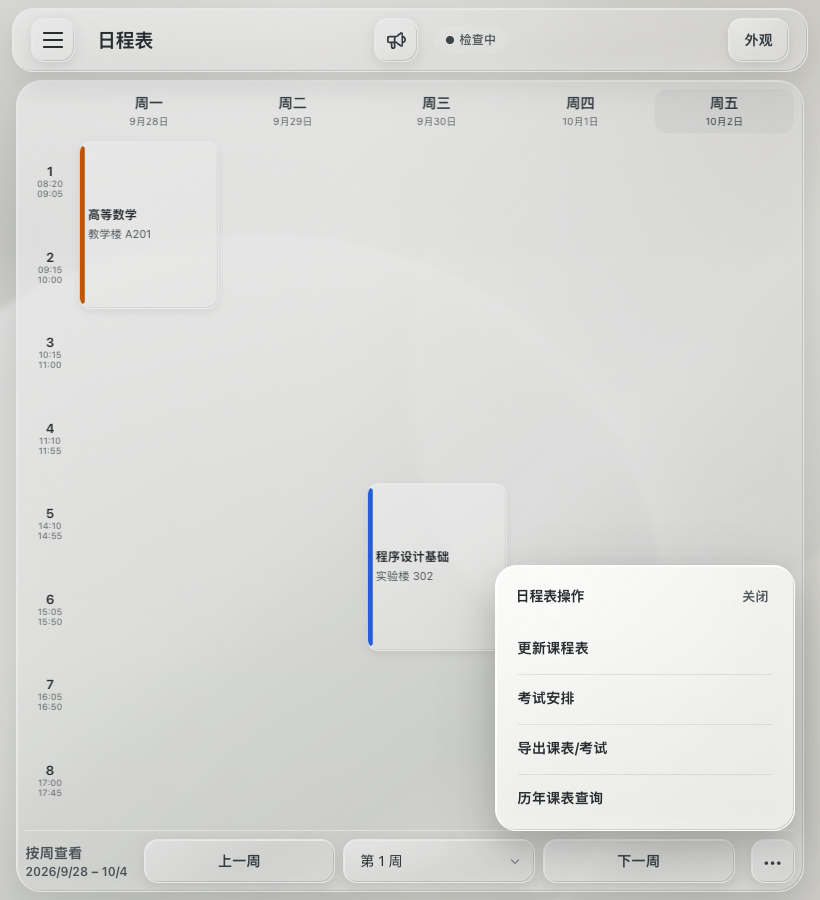 日程表
检查中
外观
周一
9月28日
周二
9月29日
周三
9月30日
周四
10月1日
周五
10月2日
1
08:20
09:05
高等数学
教学楼 A201
2
09:15
10:00
3
10:15
11:00
4
11:10
11:55
5
14:10
14:55
程序设计基础
实验楼 302
6
15:05
15:50
7
16:05
16:50
8
17:00
17:45
日程表操作
关闭
更新课程表
考试安排
导出课表/考试
历年课表查询
按周查看
2026/9/28 – 10/4
上一周
第 1 周
下一周